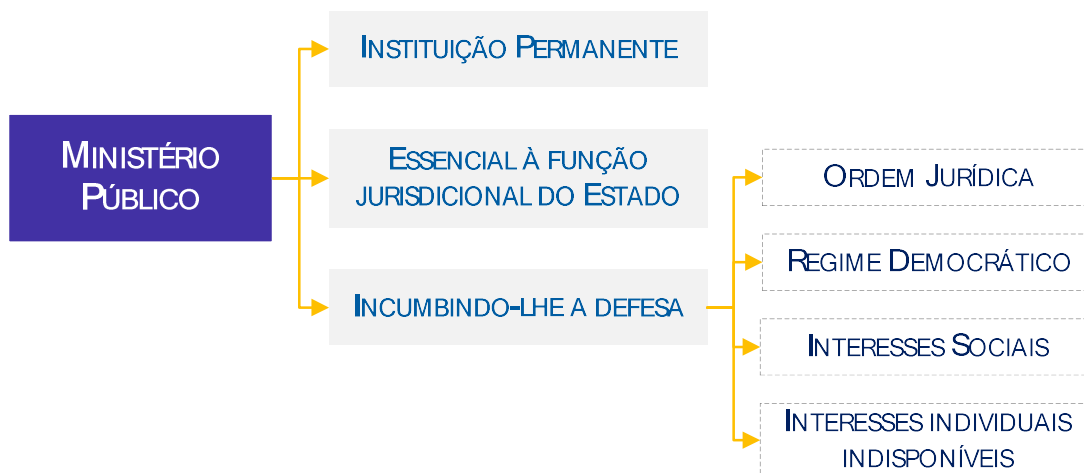 INSTITUIÇÃO PERMANENTE
MINISTÉRIO
PÚBLICO
ESSENCIAL À FUNÇÃO
JURISDICIONAL DO ESTADO
INCUMBINDO-LHE A DEFESA
ORDEM JURÍDICA
REGIME DEMOCRÁTICO
INTERESSES SOCIAIS
INTERESSES INDIVIDUAIS
INDISPONÍVEIS